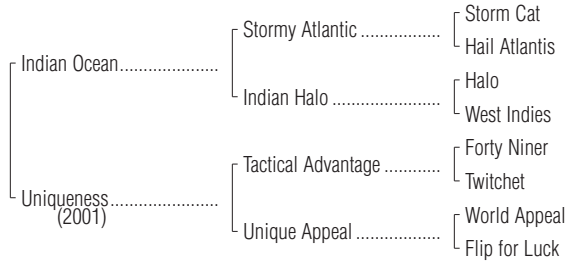 Storm Cat
Stormy Atlantic ..................
Hail Atlantis
Indian Ocean......................
Halo
Indian Halo ........................
West Indies
Forty Niner
Tactical Advantage ............
Twitchet
Uniqueness........................
(2001)
World Appeal
Unique Appeal ...................
Flip for Luck